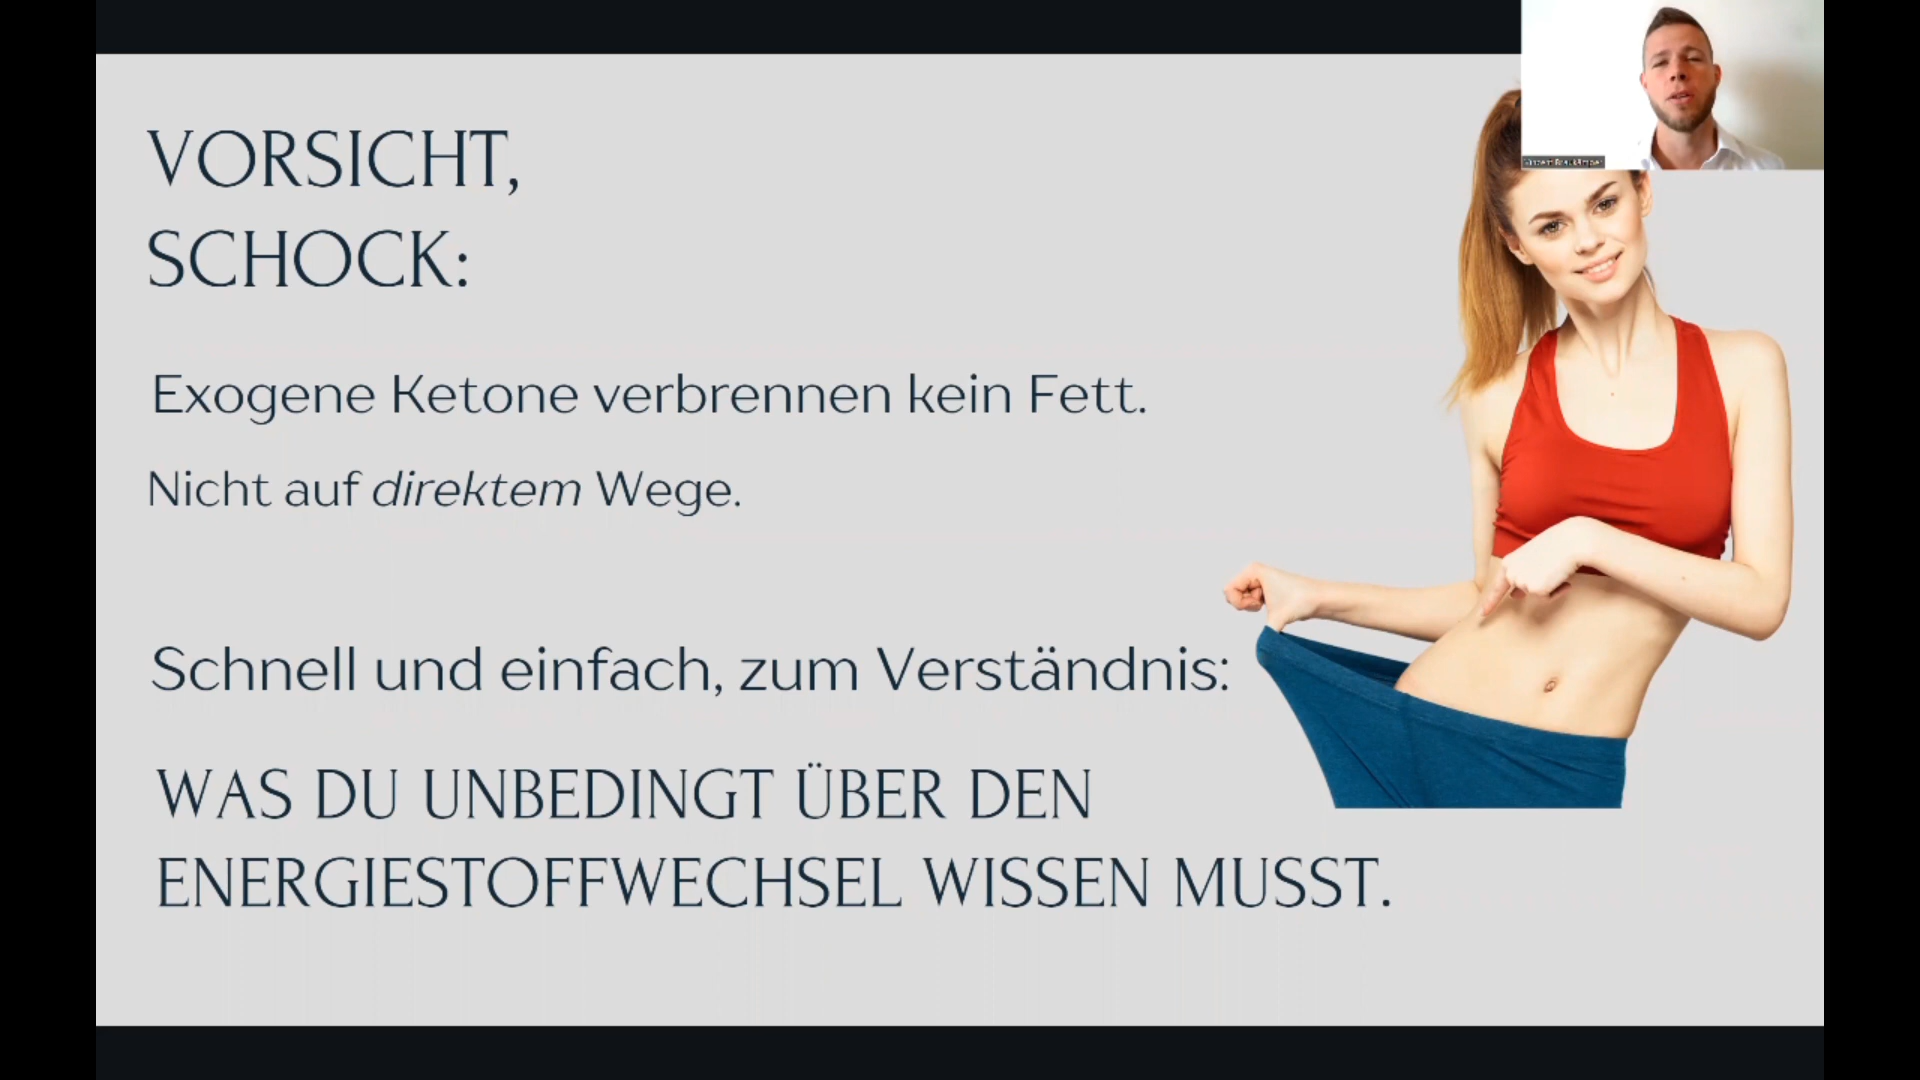 VORSICHT,
SCHOCK:
Exogene Ketone verbrennen kein Fett.
Nicht auf direktem Wege.
Schnell und einfach, zum Verständnis:
WAS DU UNBEDINGT ÜBER DEN
ENERGIESTOFFWECHSEL WISSEN MUSST.
Vincent